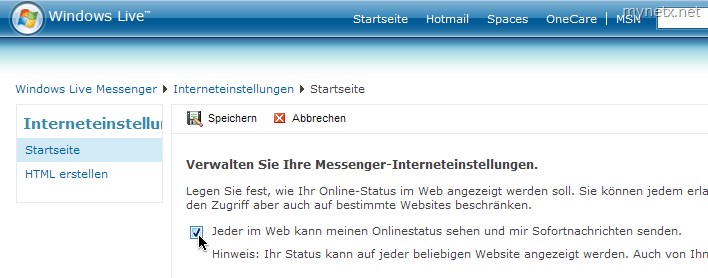 mynetx.net
Windows Live™
Startseite Hotmail Spaces OneCare MSN
Windows Live Messenger Interneteinstellungen Startseite
Interneteinstellu
Startseite
HTML erstellen
Speichern Abbrechen
Verwalten Sie Ihre Messenger-Interneteinstellungen.
Legen Sie fest, wie Ihr Online-Status im Web angezeigt werden soll. Sie können jedem erla
den Zugriff aber auch auf bestimmte Websites beschränken.
Jeder im Web kann meinen Onlinestatus sehen und mir Sofortnachrichten senden.
Hinweis: Ihr Status kann auf jeder beliebigen Website angezeigt werden. Auch von Ihn